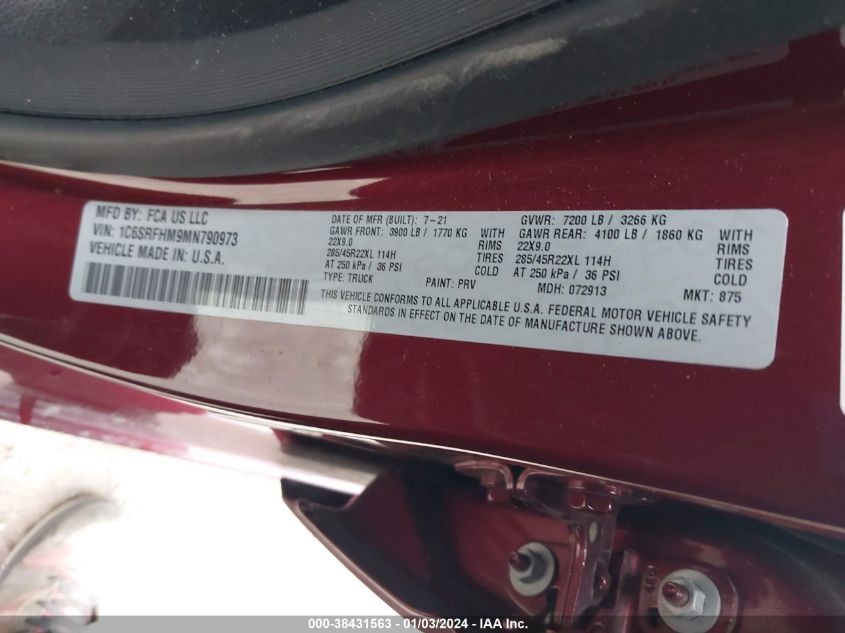 MFD BY: FCA US LLC
VIN: 1C6SRFHM9MN790973
VEHICLE MADE IN: U.S.A.
DATE OF MFR (BUILT): 7-21 GVWR: 7200 LB / 3266 KG
GAWR FRONT: 3900 LB / 1770 KG WITH GAWR REAR: 4100 LB / 1860 KG WITH
22X9.0 RIMS 22X9.0 RIMS
285/45R22XL 114H TIRES 285/45R22XL 114H TIRES
AT 250 kPa / 36 PSI COLD AT 250 kPa / 36 PSI COLD
TYPE: TRUCK PAINT: PRV MDH: 072913 MKT: 875
THIS VEHICLE CONFORMS TO ALL APPLICABLE U.S.A. FEDERAL MOTOR VEHICLE SAFETY
STANDARDS IN EFFECT ON THE DATE OF MANUFACTURE SHOWN ABOVE.
000-38431563 - 01/03/2024 - IAA Inc.